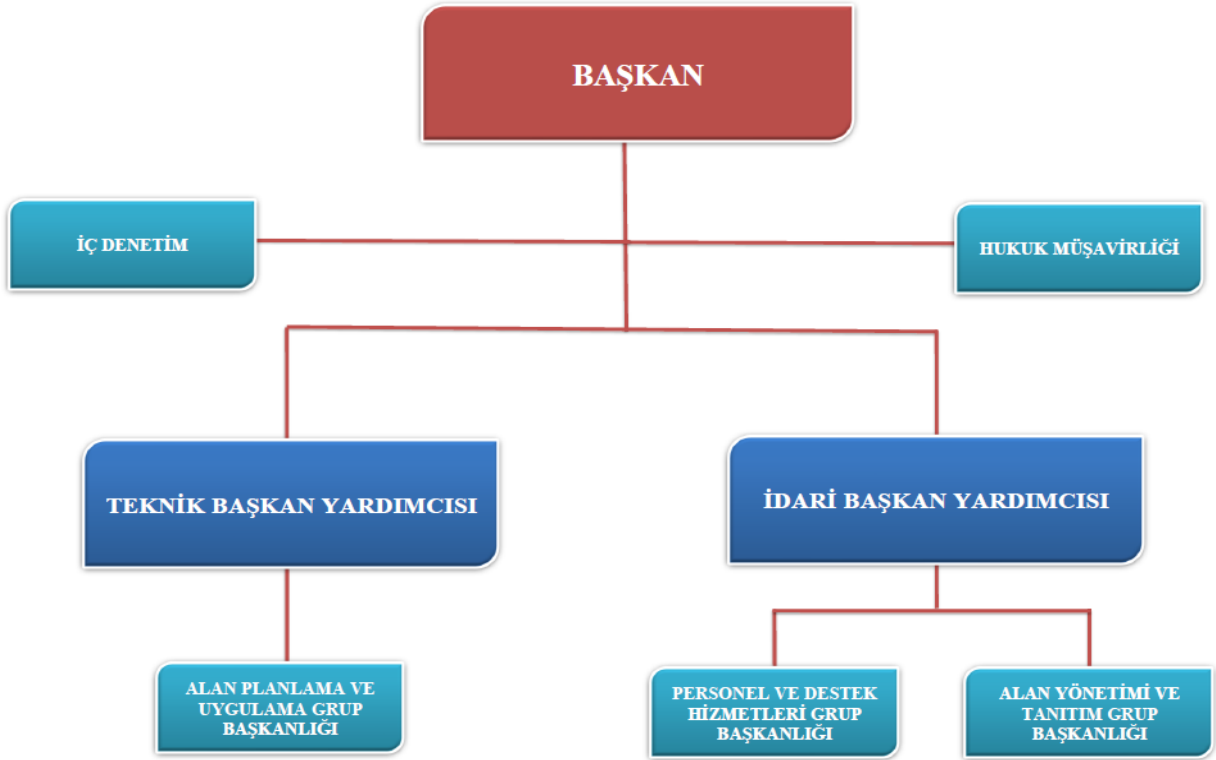 BAŞKAN
İÇ DENETİM
HUKUK MÜŞAVİRLİĞİ
TEKNİK BAŞKAN YARDIMCISI
İDARİ BAŞKAN YARDIMCISI
ALAN PLANLAMA VE
UYGULAMA GRUP
BAŞKANLIĞI
PERSONEL VE DESTEK
HİZMETLERİ GRUP
BAŞKANLIĞI
ALAN YÖNETİMİ VE
TANITIM GRUP
BAŞKANLIĞI